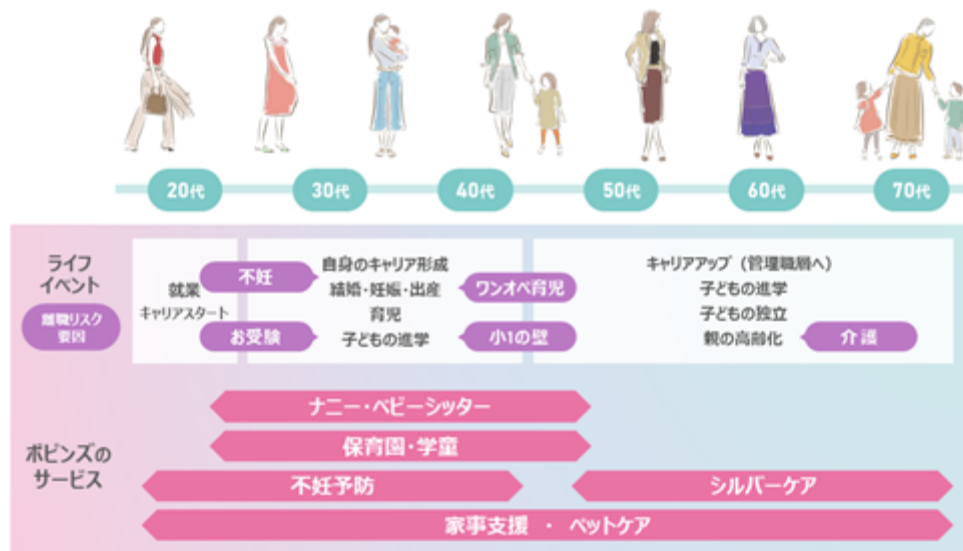 20代
30代
40代
50代
60代
70代
ライフ
イベント
離職リスク
要因
就業
キャリアスタート
不妊
お受験
自身のキャリア形成
結婚・妊娠・出産
育児
子どもの進学
ワンオペ育児
小1の壁
キャリアアップ（管理職層へ）
子どもの進学
子どもの独立
親の高齢化
介護
ポピンズの
サービス
ナニー・ベビーシッター
保育園・学童
不妊予防
シルバーケア
家事支援 ・ ペットケア